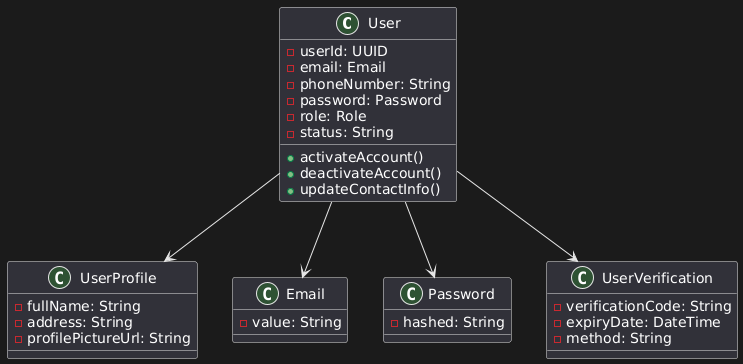 C User
userId: UUID
email: Email
phoneNumber: String
password: Password
role: Role
status: String
activateAccount()
deactivateAccount()
updateContactInfo()
C UserProfile
fullName: String
address: String
profilePictureUrl: String
C Email
value: String
C Password
hashed: String
C UserVerification
verificationCode: String
expiryDate: DateTime
method: String